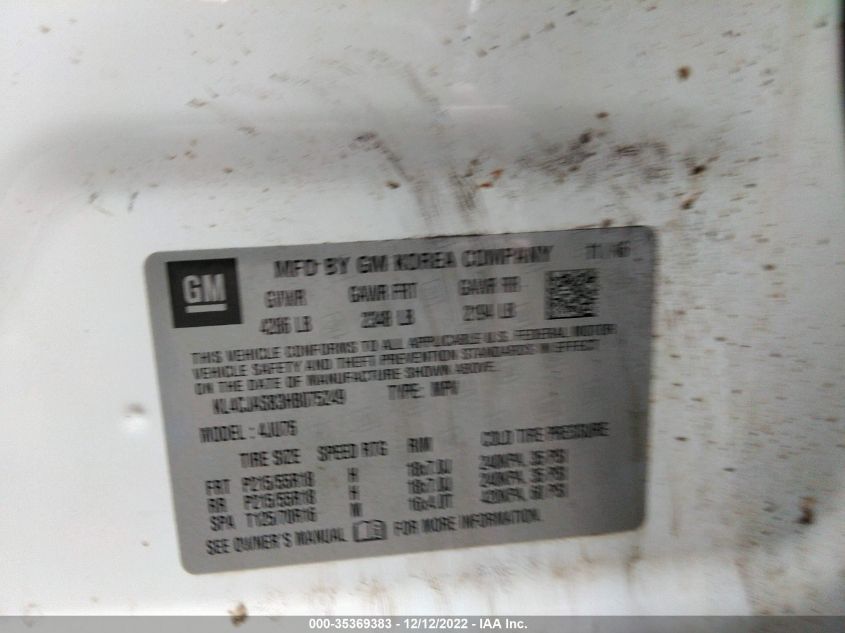 GM
MFD BY GM KOREA COMPANY
GVWR GAWR FRT GAWR RR
4286 LB 2348 LB 2194 LB
THIS VEHICLE CONFORMS TO ALL APPLICABLE U.S. FEDERAL MOTOR
VEHICLE SAFETY AND THEFT PREVENTION STANDARDS IN EFFECT
ON THE DATE OF MANUFACTURE SHOWN ABOVE.
KL4CJASB3HB075249 TYPE: MPV
MODEL: 4JU76
TIRE SIZE SPEED RTG RIM COLD TIRE PRESSURE
FRT P215/55R18 H 18x7.0J 240KPA, 35 PSI
RR P215/55R18 H 18x7.0J 240KPA, 35 PSI
SPA T125/70R16 M 16x4.0T 420KPA, 60 PSI
SEE OWNER'S MANUAL FOR MORE INFORMATION.
000-35369383 - 12/12/2022 - IAA Inc.